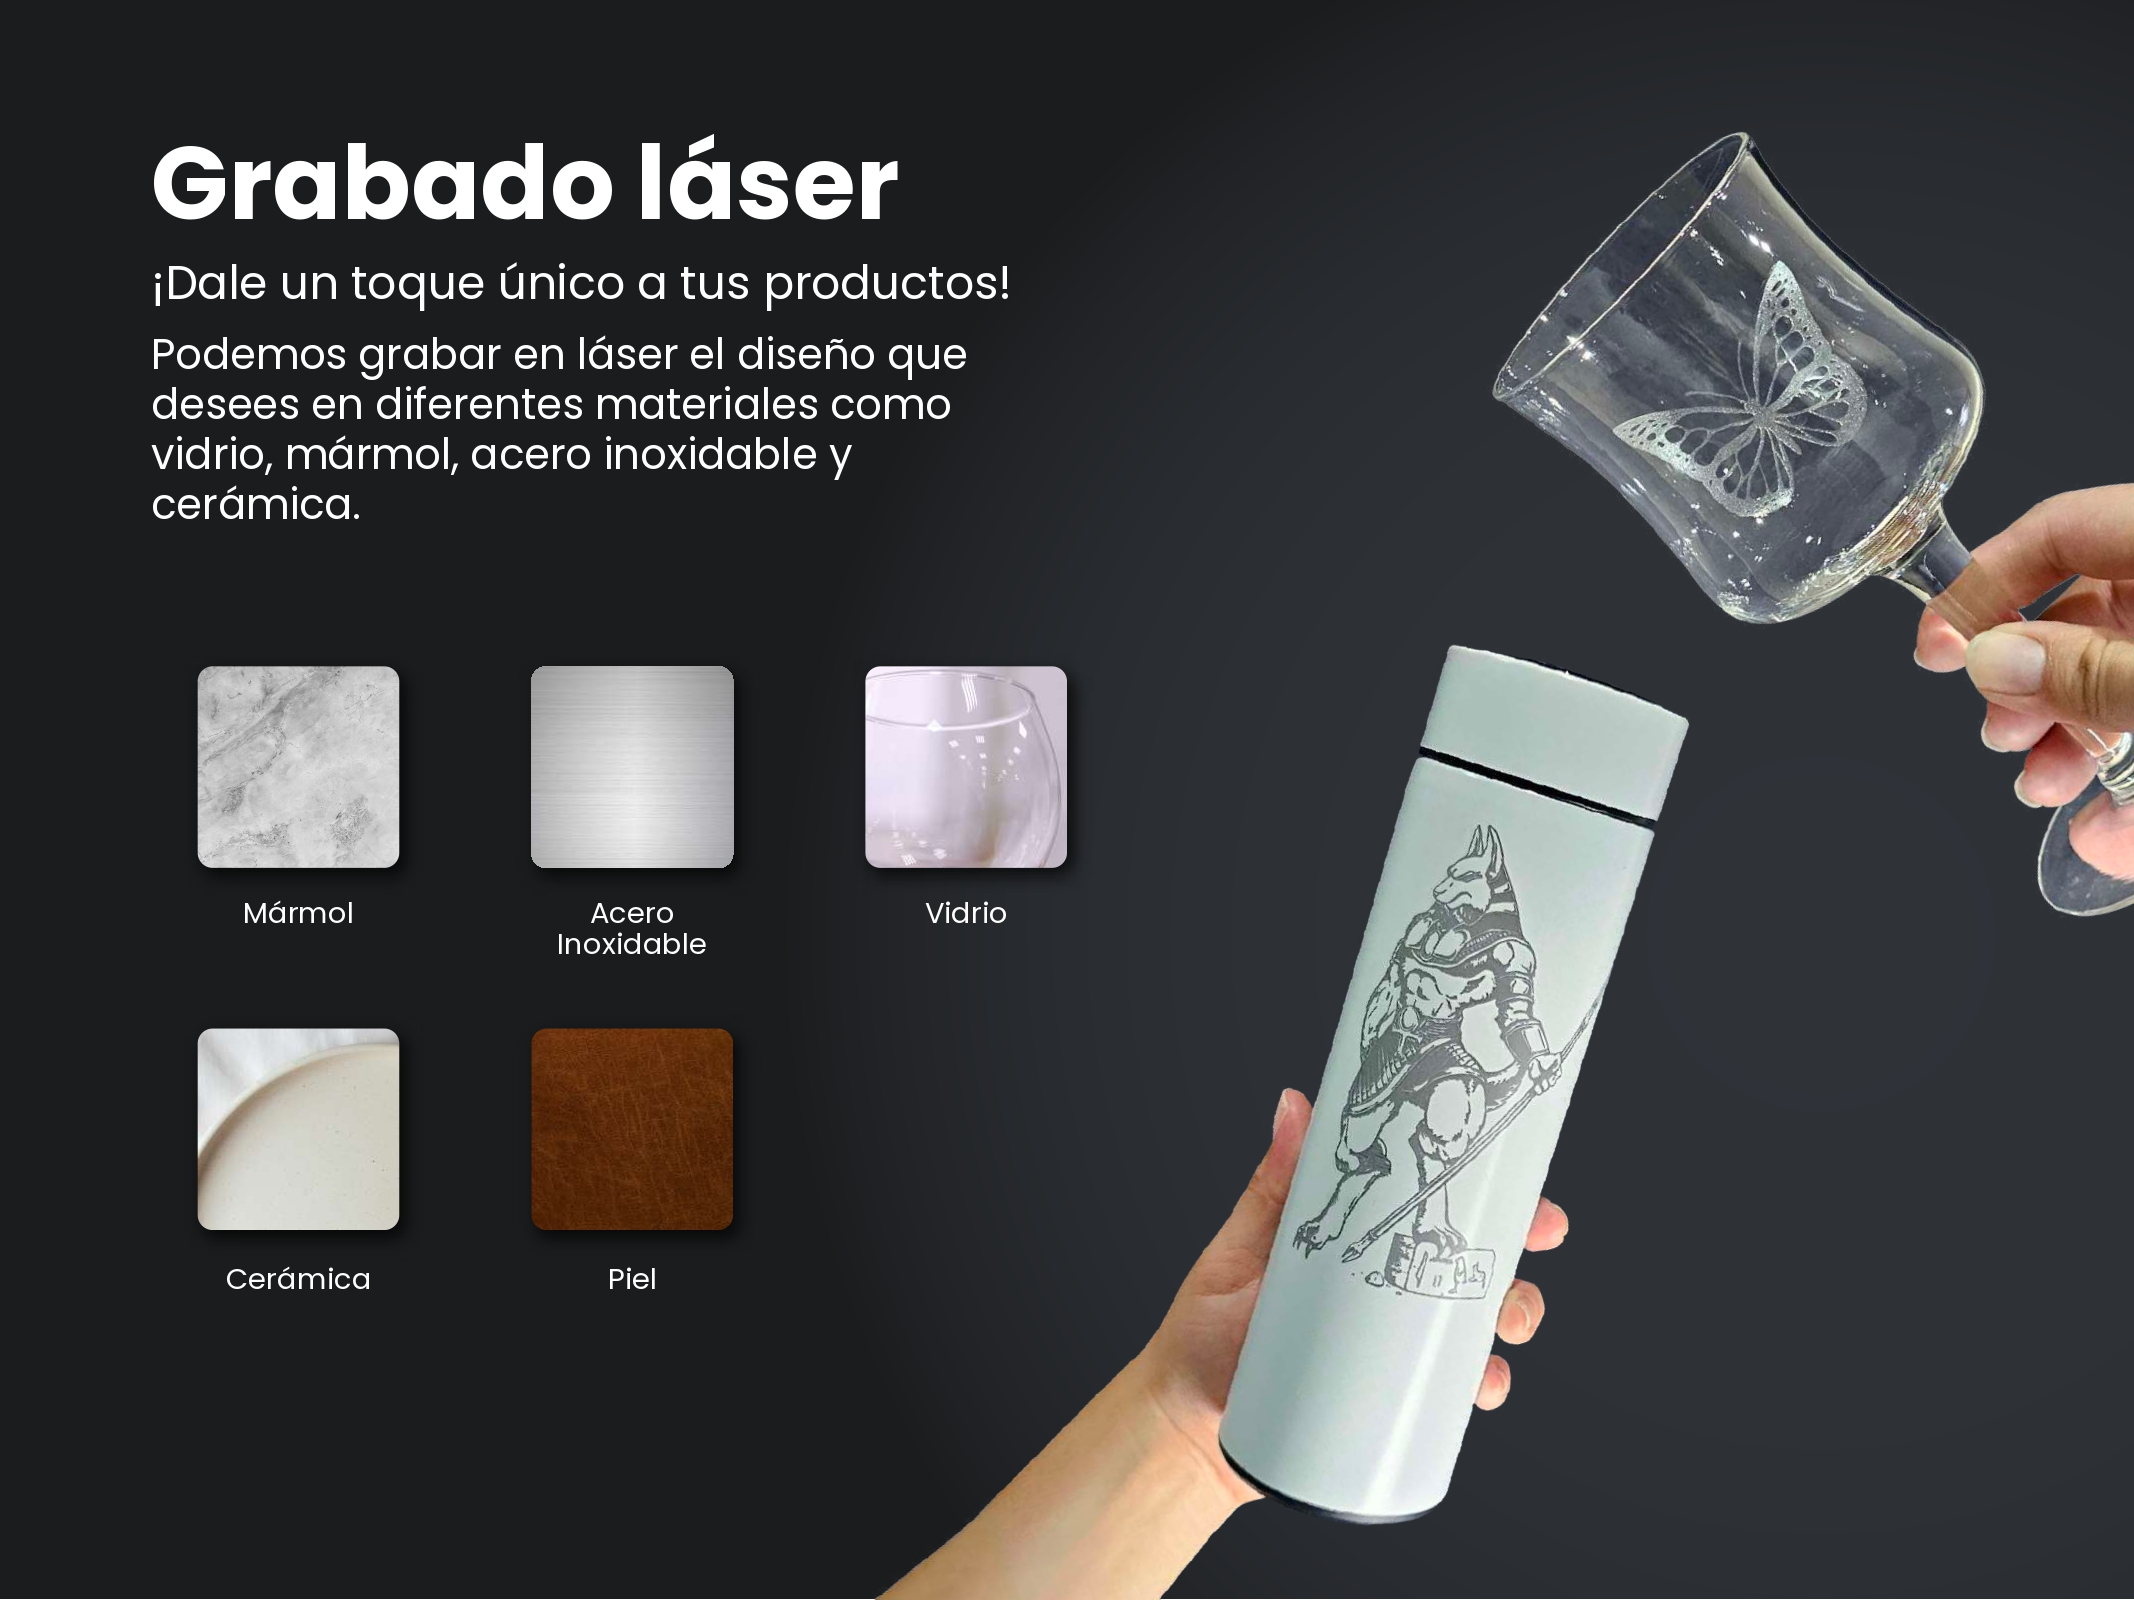 Grabado láser
¡Dale un toque único a tus productos!
Podemos grabar en láser el diseño que
desees en diferentes materiales como
vidrio, mármol, acero inoxidable y
cerámica.
Mármol
Acero
Inoxidable
Vidrio
Cerámica
Piel